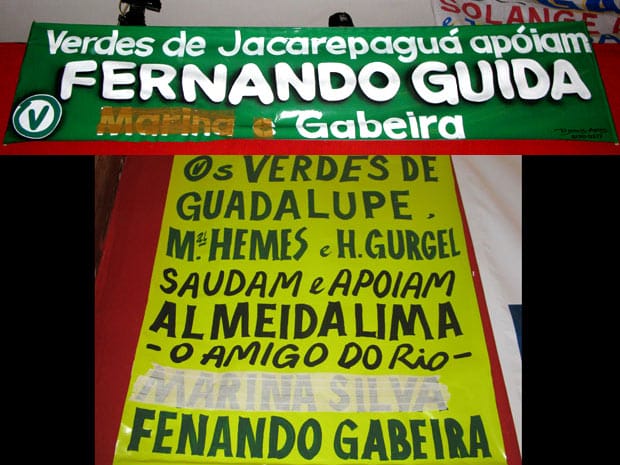 SOLANGE
Verdes de Jacarepaguá apóiam
FERNANDO GUIDA
V
Marina e Gabeira
Os VERDES DE
GUADALUPE,
Mal HEMES e H. GURGEL
SAUDAM e APOIAM
ALMEIDA LIMA
- O AMIGO DO Rio -
MARINA SILVA
FENANDO GABEIRA